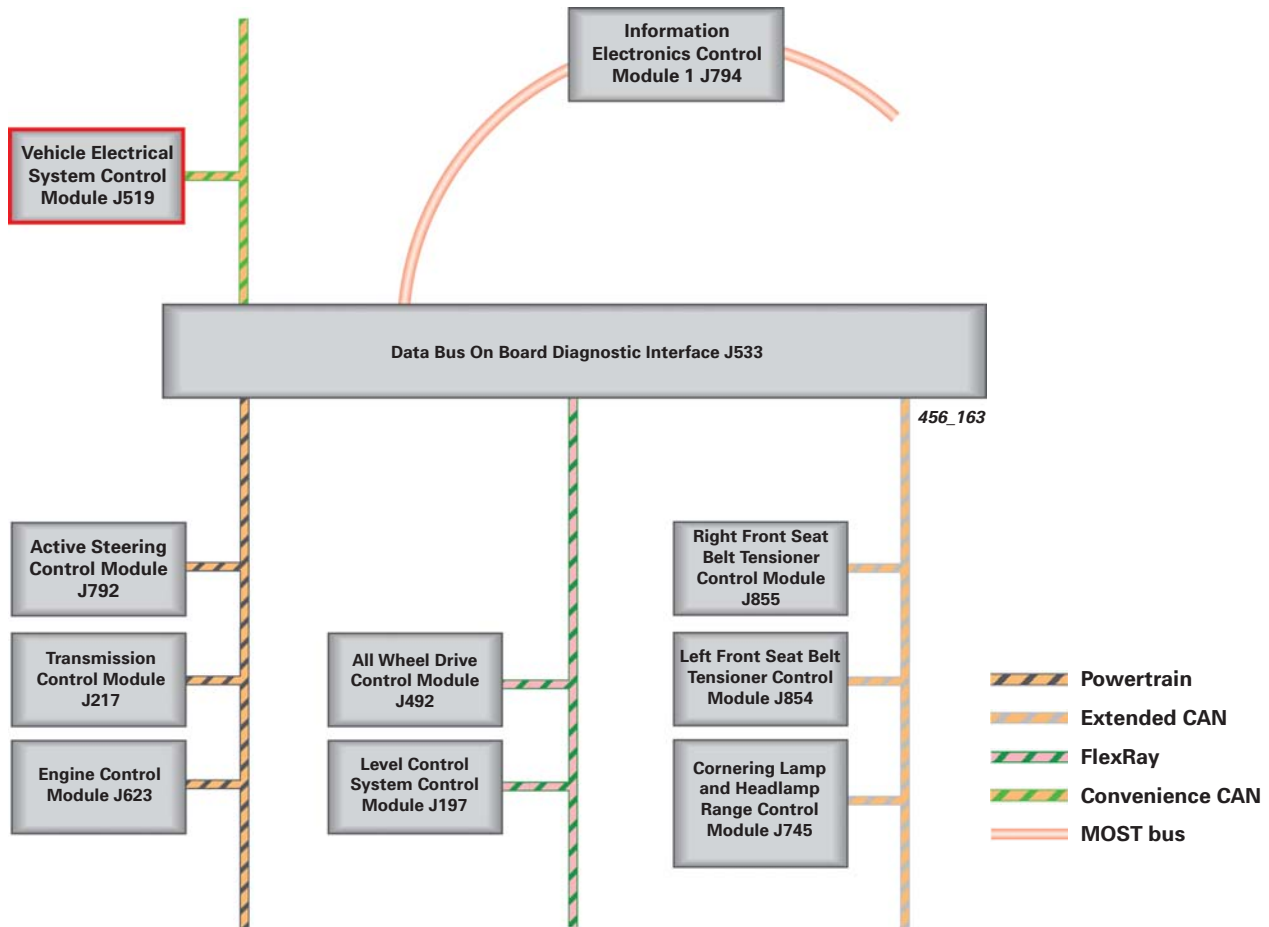 Information
Electronics Control
Module 1 J794
Vehicle Electrical
System Control
Module J519
Data Bus On Board Diagnostic Interface J533
456_163
Active Steering
Control Module
J792
Transmission
Control Module
J217
Engine Control
Module J623
All Wheel Drive
Control Module
J492
Level Control
System Control
Module J197
Right Front Seat
Belt Tensioner
Control Module
J855
Left Front Seat Belt
Tensioner Control
Module J854
Cornering Lamp
and Headlamp
Range Control
Module J745
Powertrain
Extended CAN
FlexRay
Convenience CAN
MOST bus